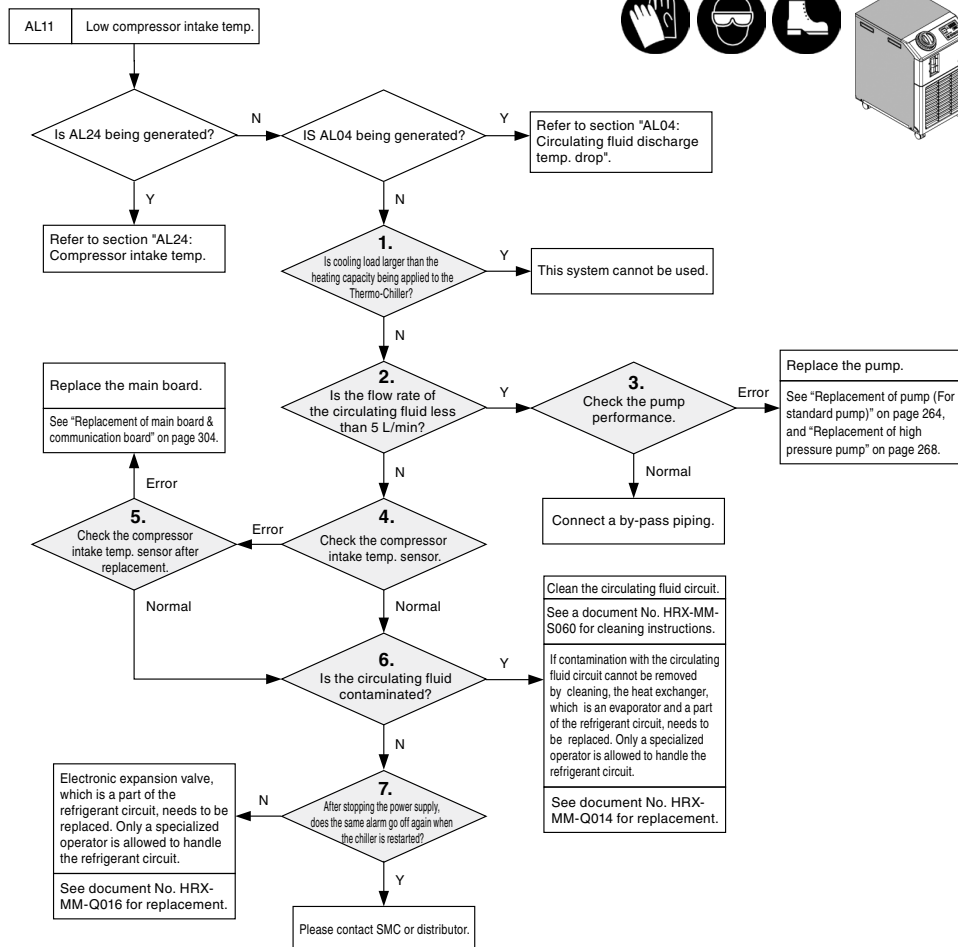 AL11 Low compressor intake temp.
Is AL24 being generated?
N
IS AL04 being generated?
Y
Refer to section "AL04:
Circulating fluid discharge
temp. drop".
Y
Refer to section "AL24:
Compressor intake temp.
N
1.
Is cooling load larger than the
heating capacity being applied to the
Thermo-Chiller?
Y
This system cannot be used.
N
2.
Is the flow rate of
the circulating fluid less
than 5 L/min?
Y
3.
Check the pump
performance.
Error
Replace the pump.
See “Replacement of pump (For
standard pump)” on page 264,
and “Replacement of high
pressure pump” on page 268.
Normal
Connect a by-pass piping.
N
4.
Check the compressor
intake temp. sensor.
Error
5.
Check the compressor
intake temp. sensor after
replacement.
Error
Replace the main board.
See “Replacement of main board &
communication board” on page 304.
Normal
Normal
6.
Is the circulating fluid
contaminated?
Y
Clean the circulating fluid circuit.
See a document No. HRX-MM-
S060 for cleaning instructions.
If contamination with the circulating
fluid circuit cannot be removed
by cleaning, the heat exchanger,
which is an evaporator and a part
of the refrigerant circuit, needs to
be replaced. Only a specialized
operator is allowed to handle the
refrigerant circuit.
See document No. HRX-
MM-Q014 for replacement.
N
7.
After stopping the power supply,
does the same alarm go off again when
the chiller is restarted?
N
Electronic expansion valve,
which is a part of the
refrigerant circuit, needs to be
replaced. Only a specialized
operator is allowed to handle
the refrigerant circuit.
See document No. HRX-
MM-Q016 for replacement.
Y
Please contact SMC or distributor.